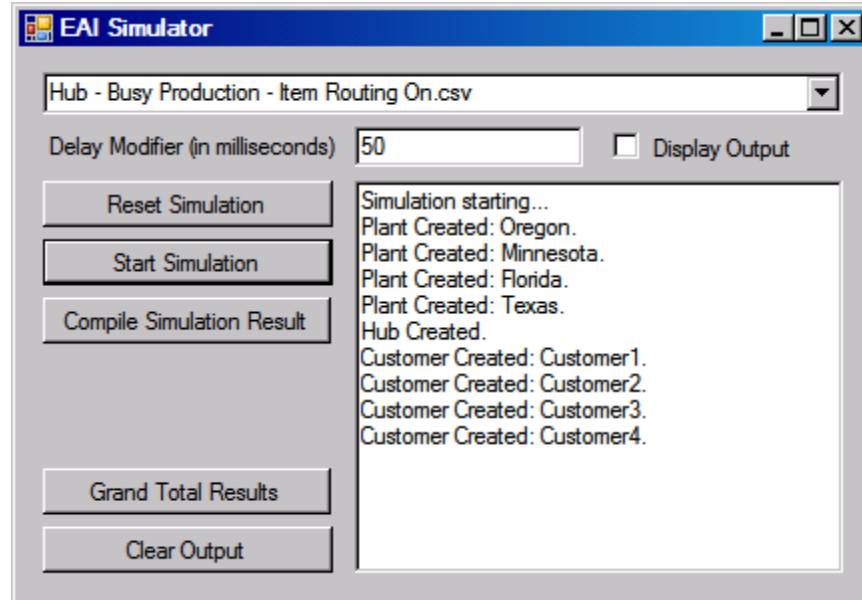 EAI Simulator
Hub - Busy Production - Item Routing On.csv
Delay Modifier (in milliseconds)
50
Display Output
Reset Simulation
Start Simulation
Compile Simulation Result
Grand Total Results
Clear Output
Simulation starting...
Plant Created: Oregon.
Plant Created: Minnesota.
Plant Created: Florida.
Plant Created: Texas.
Hub Created.
Customer Created: Customer1.
Customer Created: Customer2.
Customer Created: Customer3.
Customer Created: Customer4.